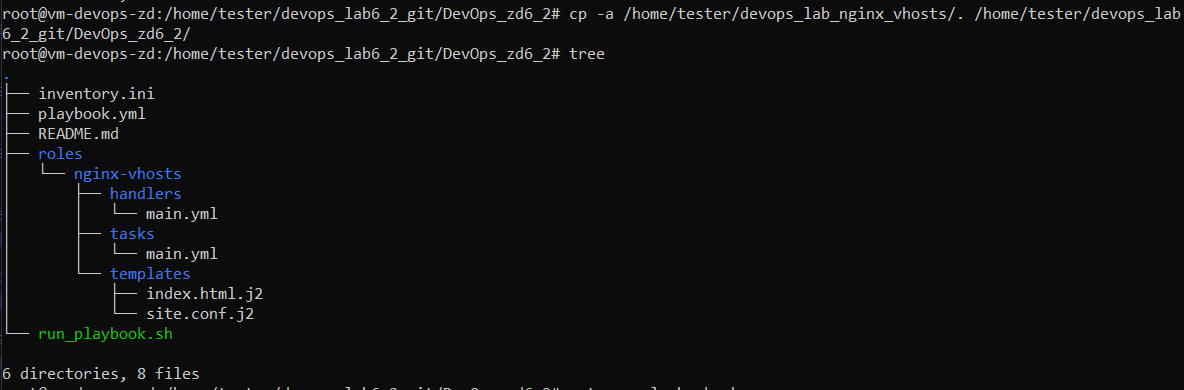 root@vm-devops-zd:/home/tester/devops_lab6_2_git/DevOps_zd6_2# cp -a /home/tester/devops_lab_nginx_vhosts/. /home/tester/devops_lab
6_2_git/DevOps_zd6_2/
root@vm-devops-zd:/home/tester/devops_lab6_2_git/DevOps_zd6_2# tree
.
├── inventory.ini
├── playbook.yml
├── README.md
├── roles
│   └── nginx-vhosts
│       ├── handlers
│       │   └── main.yml
│       ├── tasks
│       │   └── main.yml
│       └── templates
│           ├── index.html.j2
│           └── site.conf.j2
└── run_playbook.sh
6 directories, 8 files